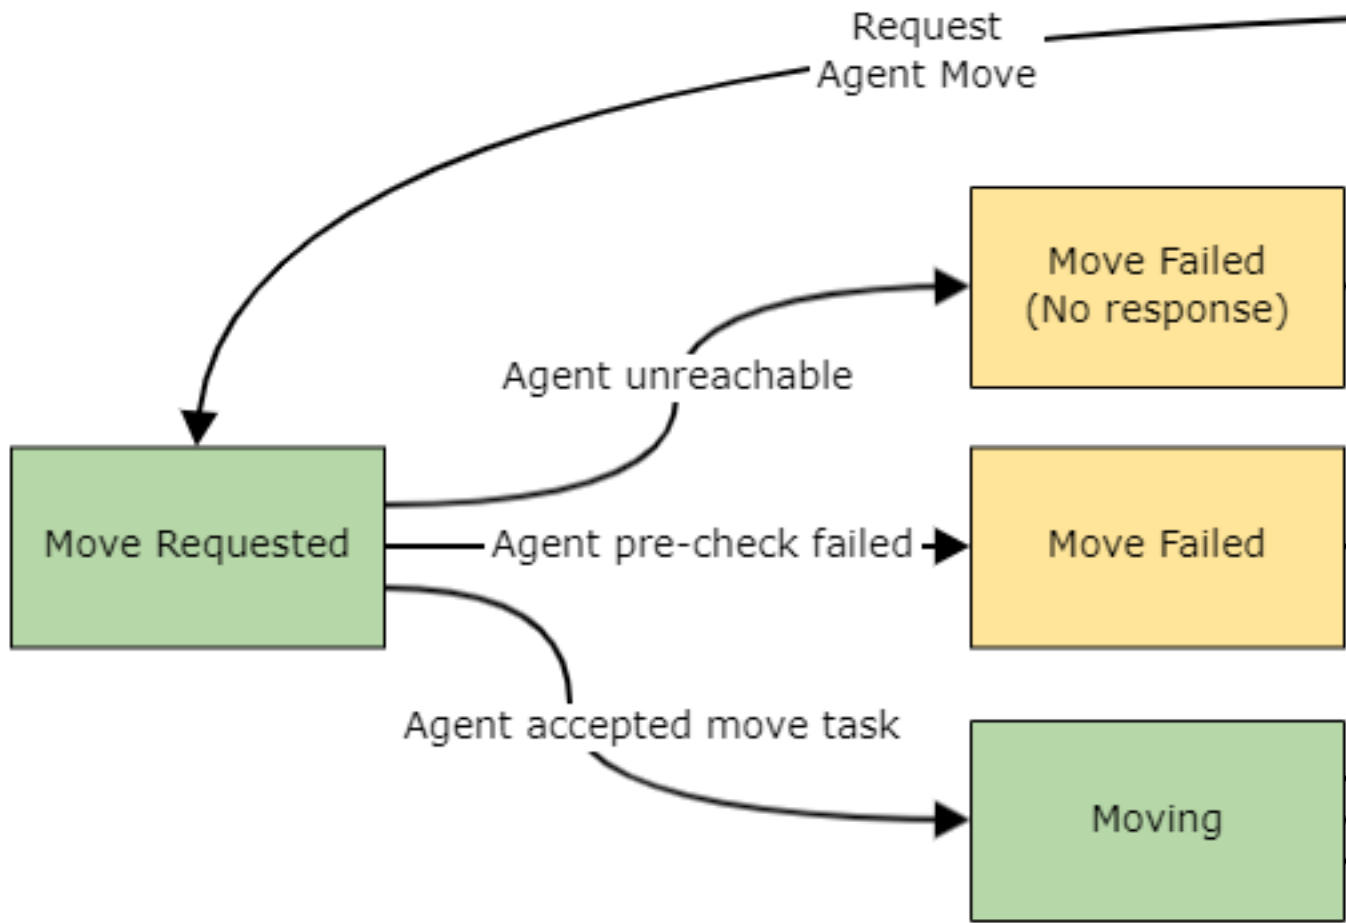 Request
Agent Move
Move Failed
(No response)
Agent unreachable
Move Requested
Agent pre-check failed
Move Failed
Agent accepted move task
Moving